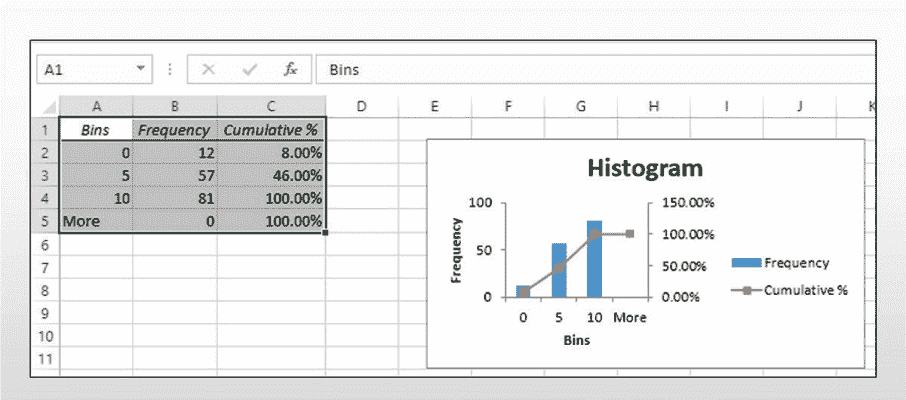 A1 fx Bins
A B C D E F G H I J K
1 Bins Frequency Cumulative %
2 0 12 8.00%
3 5 57 46.00%
4 10 81 100.00%
5 More 0 100.00%
6
7
8
9
10
11
Histogram
100 150.00%
100.00%
50 50.00%
0 0.00%
Frequency
0 5 10 More
Bins
Frequency
Cumulative %